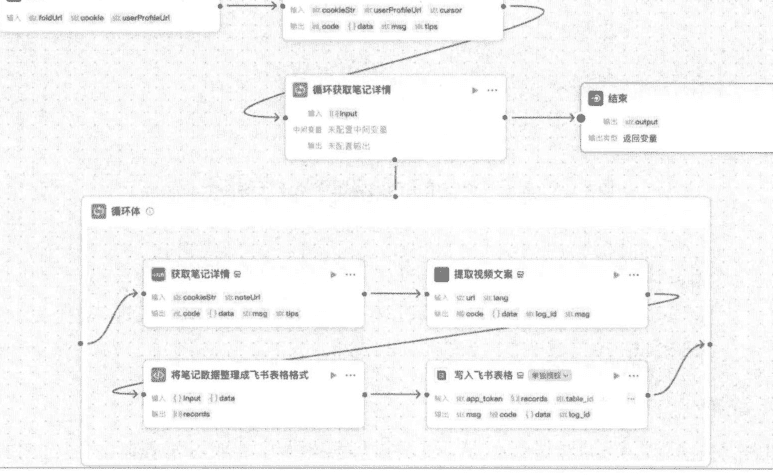 输入 str.foldUrl str.cookie str.userProfileUrl
输入 str.cookieStr str.userProfileUrl str.cursor
输出 int.code {} data str.msg str.tips
循环获取笔记详情
输入 input
中间变量 未配置中间变量
输出 未配置输出
结束
输出 str.output
输出类型 返回变量
循环体
获取笔记详情
输入 str.cookieStr str.noteUrl
输出 int.code {} data str.msg str.tips
提取视频文案
输入 str.url str.lang
输出 code {} data str.log_id str.msg
将笔记数据整理成飞书表格格式
输入 {} input {} data
输出 records
写入飞书表格 单独授权
输入 str.app_token records str.table_id
输出 str.msg code {} data str.log_id